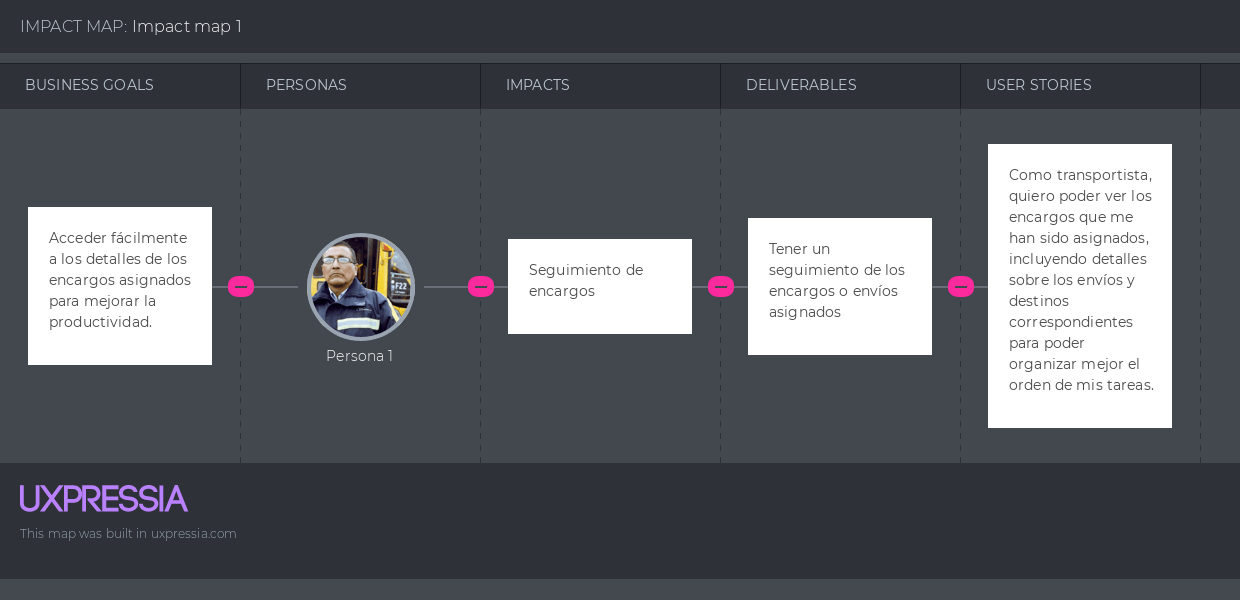 IMPACT MAP: Impact map 1
BUSINESS GOALS
PERSONAS
IMPACTS
DELIVERABLES
USER STORIES
Acceder fácilmente
a los detalles de los
encargos asignados
para mejorar la
productividad.
F22
Persona 1
Seguimiento de
encargos
Tener un
seguimiento de los
encargos o envíos
asignados
Como transportista,
quiero poder ver los
encargos que me
han sido asignados,
incluyendo detalles
sobre los envíos y
destinos
correspondientes
para poder
organizar mejor el
orden de mis tareas.
UXPRESSIA
This map was built in uxpressia.com